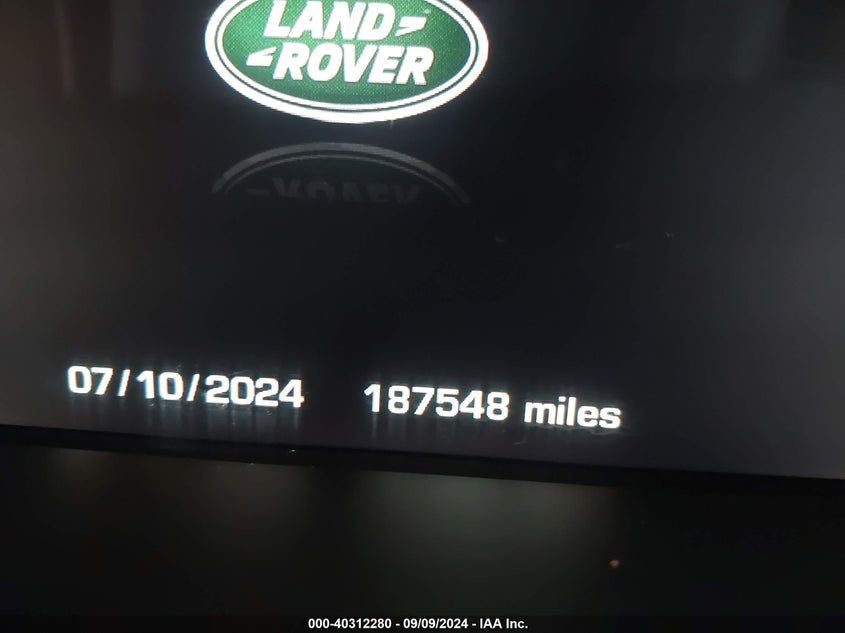 LAND
ROVER
07/10/2024 187548 miles
000-40312280 - 09/09/2024 - IAA Inc.